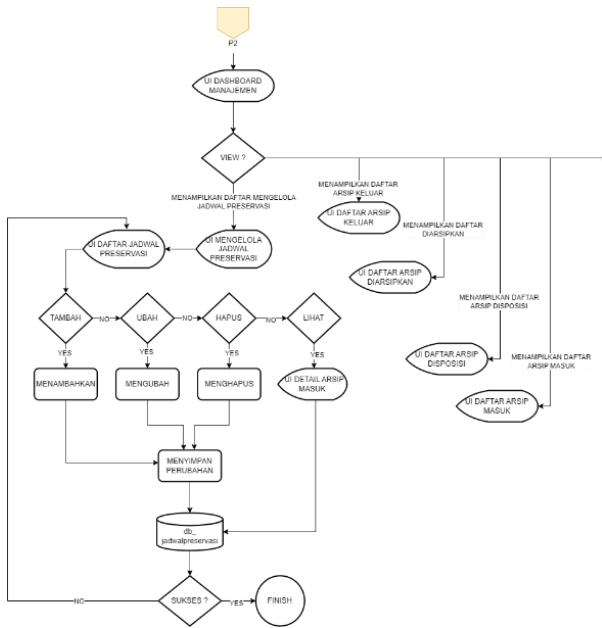 P2
UI DASHBOARD
MANAJEMEN
VIEW ?
MENAMPILKAN DAFTAR MENGELOLA
JADWAL PRESERVASI
MENAMPILKAN DAFTAR
ARSIP KELUAR
UI DAFTAR ARSIP
KELUAR
MENAMPILKAN DAFTAR
DIARSIPKAN
UI DAFTAR JADWAL
PRESERVASI
UI MENGELOLA
JADWAL
PRESERVASI
UI DAFTAR ARSIP
DIARSIPKAN
MENAMPILKAN DAFTAR
ARSIP DISPOSISI
TAMBAH
NO
UBAH
NO
HAPUS
NO
LIHAT
YES
YES
YES
YES
UI DAFTAR ARSIP
DISPOSISI
MENAMPILKAN DAFTAR
ARSIP MASUK
MENAMBAHKAN
MENGUBAH
MENGHAPUS
UI DETAIL ARSIP
MASUK
UI DAFTAR ARSIP
MASUK
MENYIMPAN
PERUBAHAN
db_
jadwalpreservasi
NO
SUKSES ?
YES
FINISH